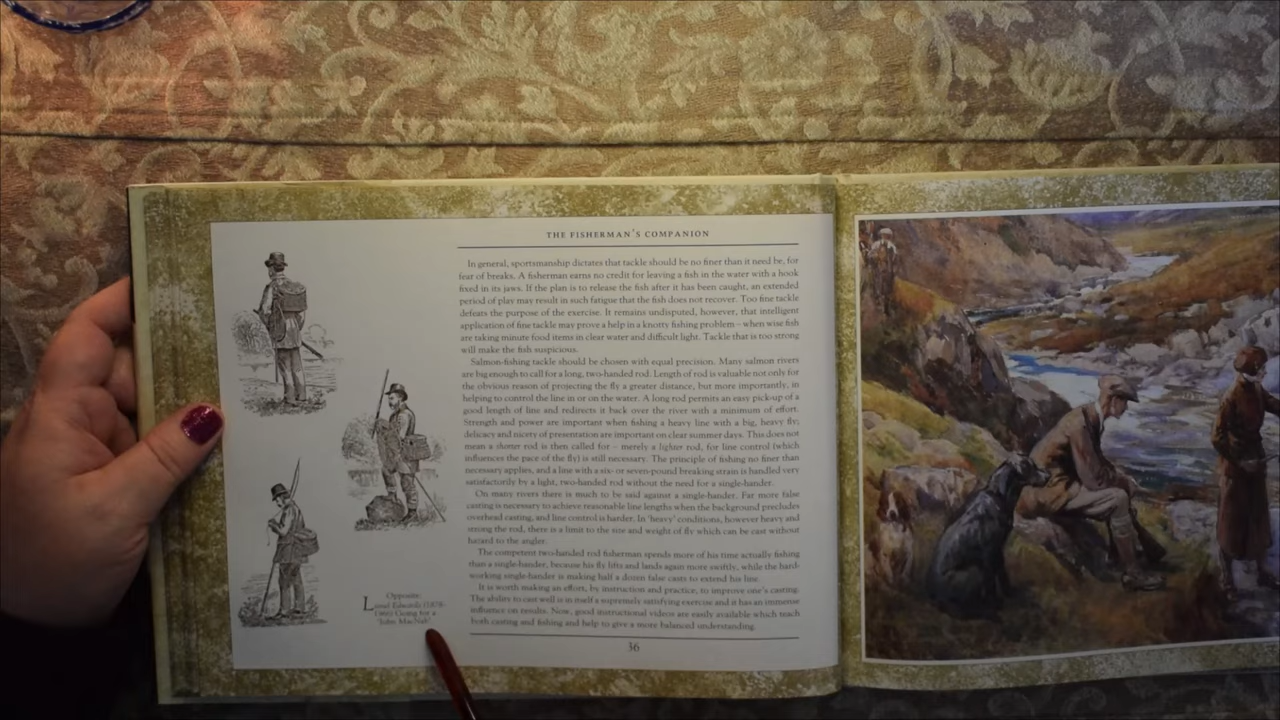 THE FISHERMAN'S COMPANION
In general, sportsmanship dictates that tackle should be no finer than it need be, for
fear of breaks. A fisherman earns no credit for leaving a fish in the water with a hook
fixed in its jaws. If the plan is to release the fish after it has been caught, an extended
period of play may result in such fatigue that the fish does not recover. Too fine tackle
defeats the purpose of the exercise. It remains undisputed, however, that intelligent
application of fine tackle may prove a help in a knotty fishing problem – when wise fish
are taking minute food items in clear water and difficult light. Tackle that is too strong
will make the fish suspicious.
Salmon-fishing tackle should be chosen with equal precision. Many salmon rivers
are big enough to call for a long, two-handed rod. Length of rod is valuable not only for
the obvious reason of projecting the fly a greater distance, but more importantly, in
helping to control the line in or on the water. A long rod permits an easy pick-up of a
good length of line and redirects it back over the river with a minimum of effort.
Strength and power are important when fishing a heavy line with a big, heavy fly;
delicacy and nicety of presentation are important on clear summer days. This does not
mean a shorter rod is then called for – merely a lighter rod, for line control (which
influences the pace of the fly) is still necessary. The principle of fishing no finer than
necessary applies, and a line with a six- or seven-pound breaking strain is handled very
satisfactorily by a light, two-handed rod without the need for a single-hander.
On many rivers there is much to be said against a single-hander. Far more false
casting is necessary to achieve reasonable line lengths when the background precludes
overhead casting, and line control is harder. In 'heavy' conditions, however heavy and
strong the rod, there is a limit to the size and weight of fly which can be cast without
hazard to the angler.
The competent two-handed rod fisherman spends more of his time actually fishing
than a single-hander, because his fly lifts and lands again more swiftly, while the hard-
working single-hander is making half a dozen false casts to extend his line.
It is worth making an effort, by instruction and practice, to improve one's casting.
The ability to cast well is in itself a supremely satisfying exercise and it has an immense
influence on results. Now, good instructional videos are easily available which teach
both casting and fishing and help to give a more balanced understanding.
Opposite:
Lionel Edwards (1878-
1966) Going for a
'John MacNab'
36